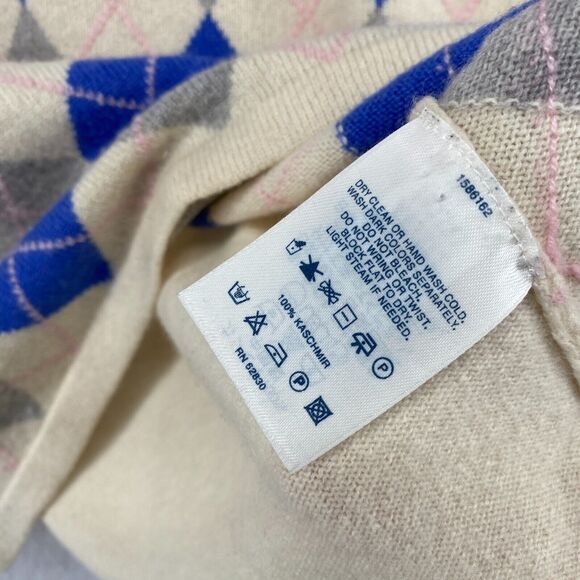 1586162
DRY CLEAN OR HAND WASH COLD.
WASH DARK COLORS SEPARATELY.
DO NOT BLEACH.
DO NOT WRING OR TWIST.
BLOCK FLAT TO DRY.
LIGHT STEAM IF NEEDED.
P
100% KASCHMIR
P
RN 62830